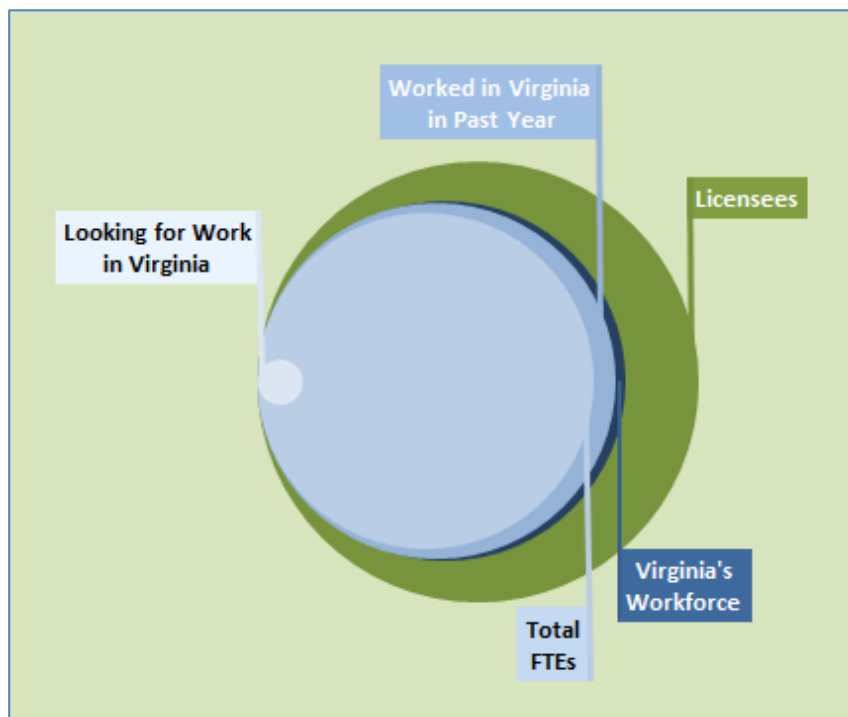 Worked in Virginia
in Past Year
Licensees
Looking for Work
in Virginia
Virginia's
Workforce
Total
FTEs